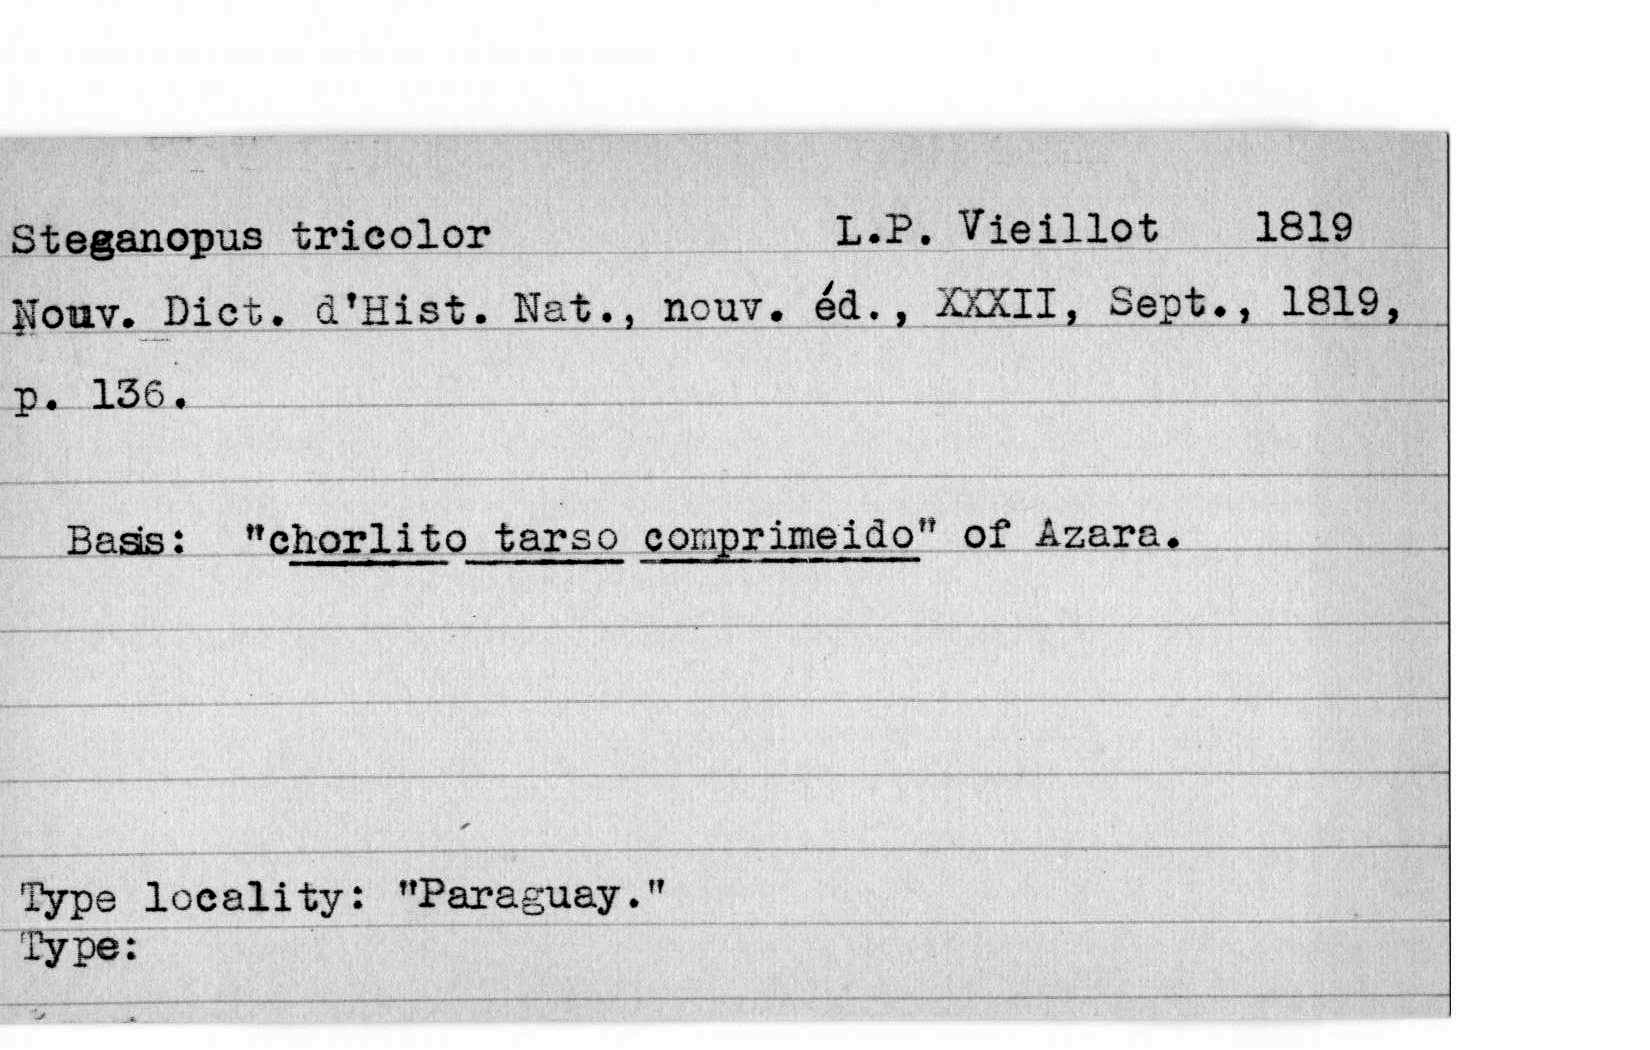 Steganopus tricolor L.P. Vieillot 1819
Nouv. Dict. d'Hist. Nat., nouv. éd., XXXII, Sept., 1819,
p. 136.
Basis: "chorlito tarso comprimeido" of Azara.
Type locality: "Paraguay."
Type: